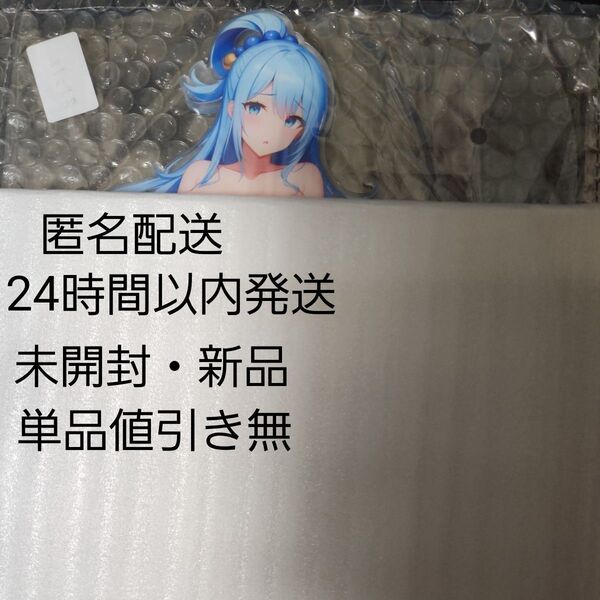 匿名配送
24時間以内発送
未開封・新品
単品値引き無